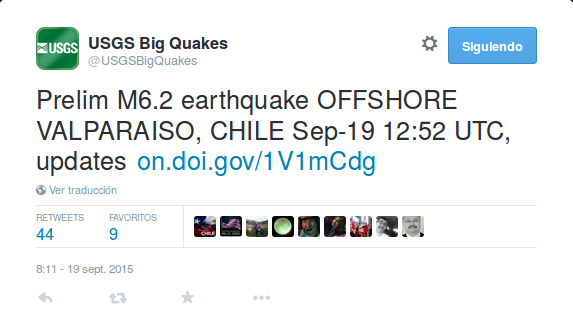 USGS
USGS Big Quakes
@USGSBigQuakes
Siguiendo
Prelim M6.2 earthquake OFFSHORE
VALPARAISO, CHILE Sep-19 12:52 UTC,
updates on.doi.gov/1V1mCdg
Ver traducción
RETWEETS
44
FAVORITOS
9
CHILE
8:11 - 19 sept. 2015